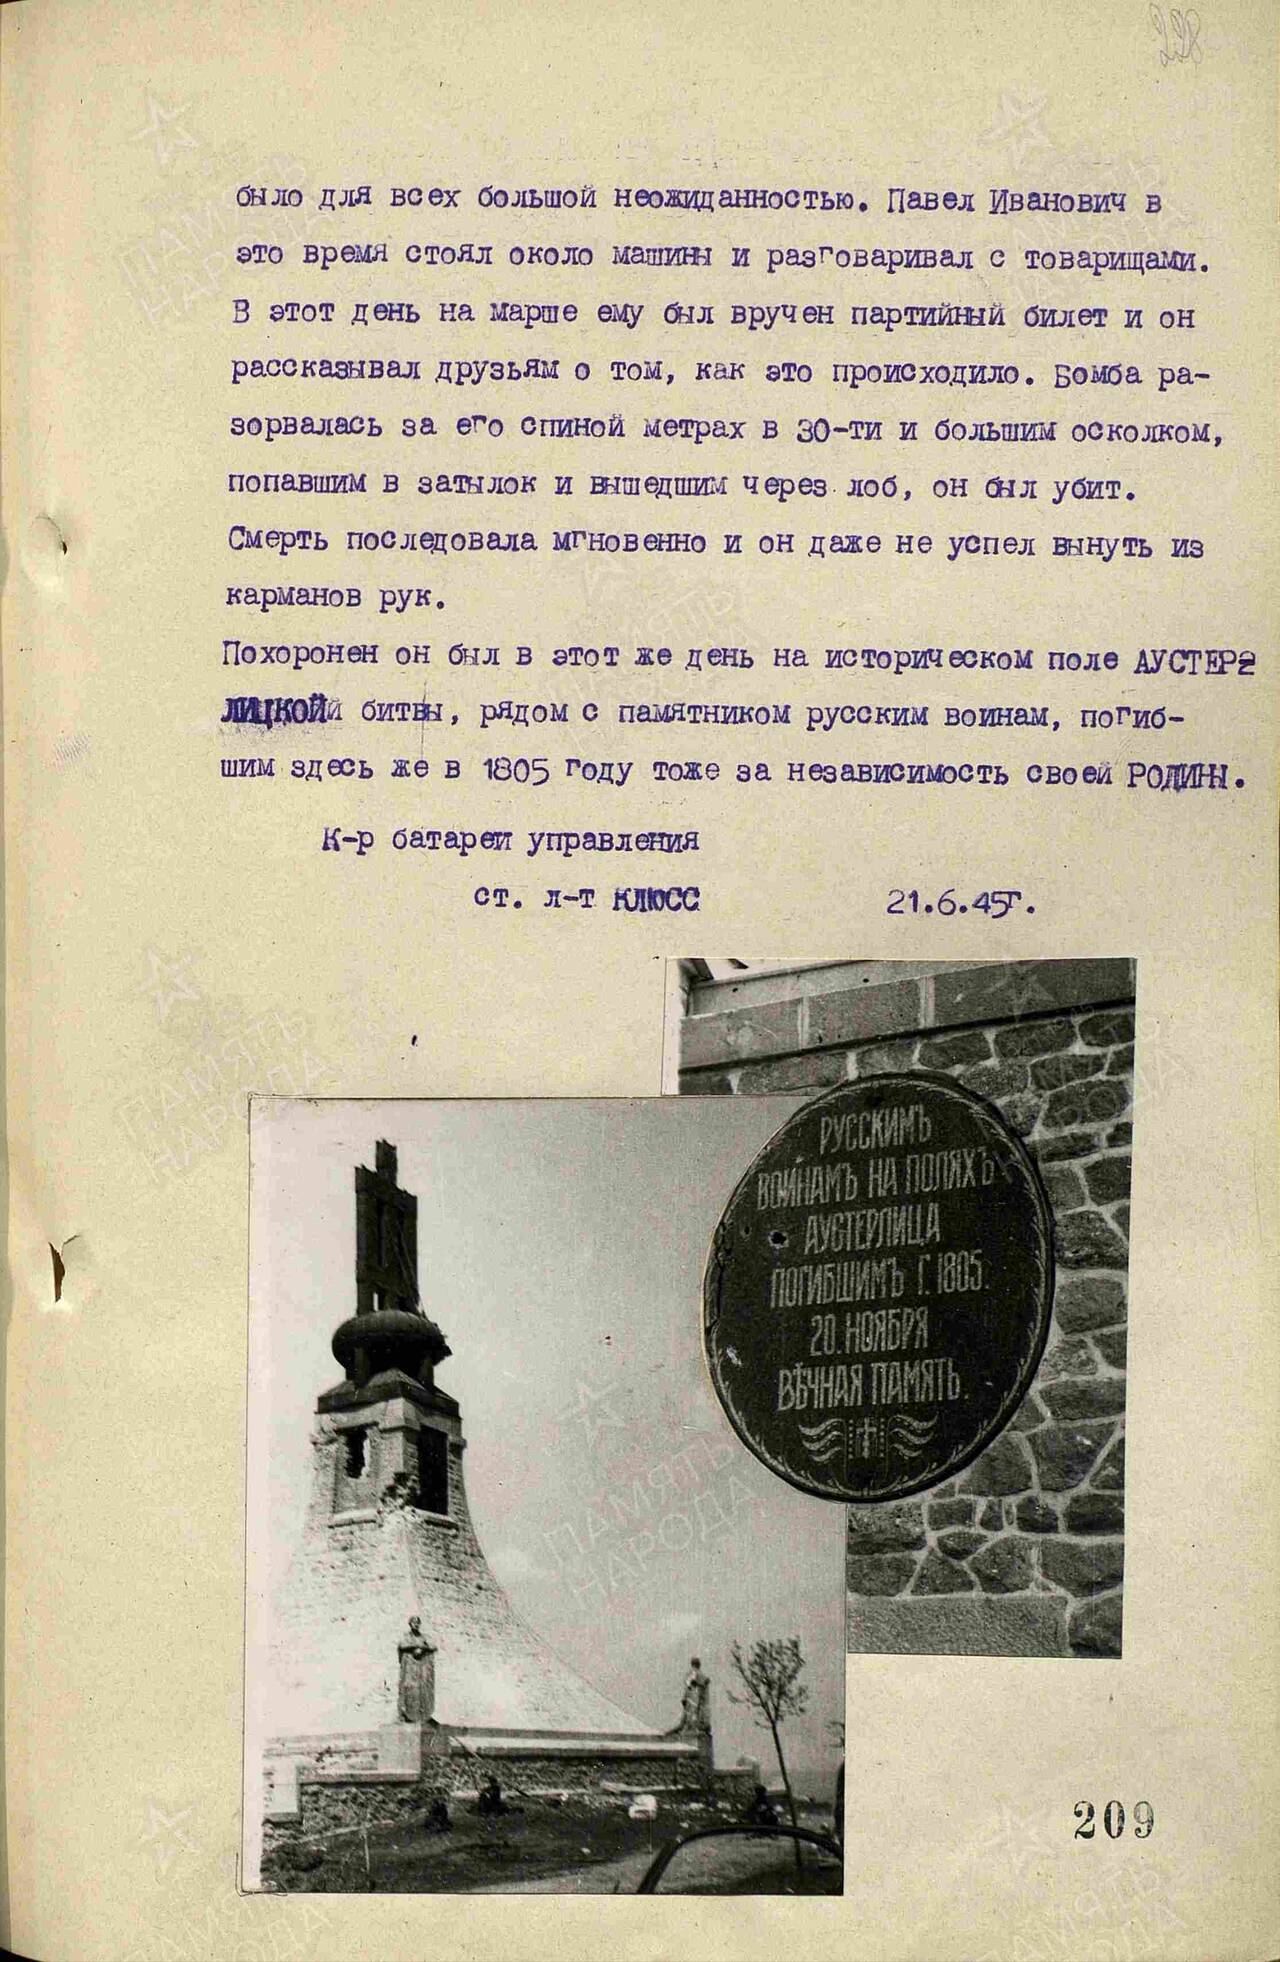 228
было для всех большой неожиданностью. Павел Иванович в
это время стоял около машины и разговаривал с товарищами.
В этот день на марше ему был вручен партийный билет и он
рассказывал друзьям о том, как это происходило. Бомба ра-
зорвалась за его спиной метрах в 30-ти и большим осколком,
попавшим в затылок и вышедшим через лоб, он был убит.
Смерть последовала мгновенно и он даже не успел вынуть из
карманов рук.
Похоронен он был в этот же день на историческом поле АУСТЕР-
ЛИЦКОЙ битвы, рядом с памятником русским воинам, погиб-
шим здесь же в 1805 году тоже за независимость своей РОДИНЫ.
К-р батареи управления
ст. л-т КЛЮСС 21.6.45г.
РУССКИМЪ
ВОИНАМЪ НА ПОЛЯХЪ
АУСТЕРЛИЦА
ПОГИБШИМЪ Г. 1805.
20. НОЯБРЯ
ВѢЧНАЯ ПАМЯТЬ.
209
ПАМЯТЬ
НАРОДА